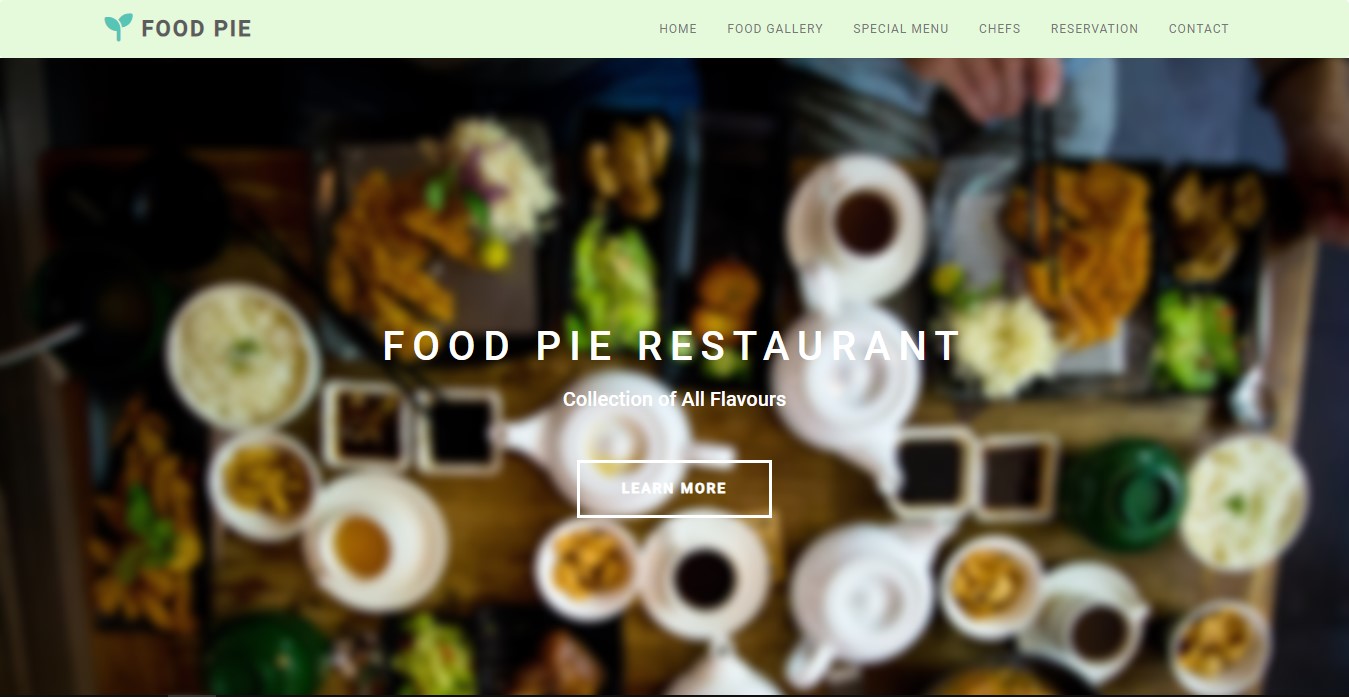 FOOD PIE
HOME FOOD GALLERY SPECIAL MENU CHEFS RESERVATION CONTACT
FOOD PIE RESTAURANT
Collection of All Flavours
LEARN MORE